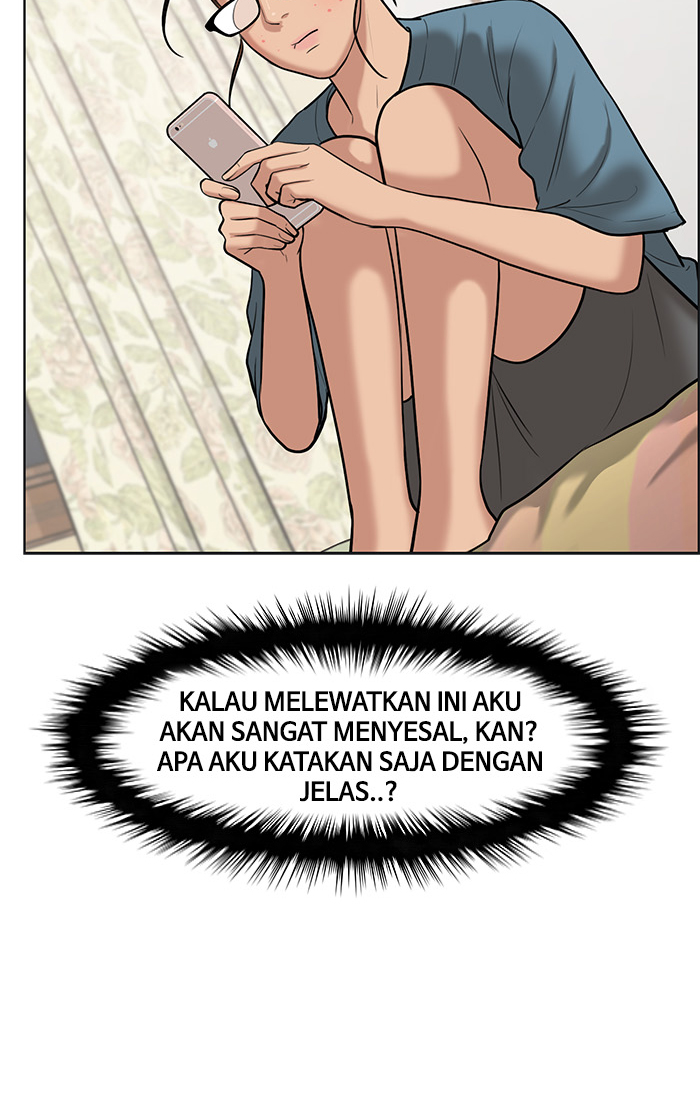 KALAU MELEWATKAN INI AKU
AKAN SANGAT MENYESAL, KAN?
APA AKU KATAKAN SAJA DENGAN
JELAS..?